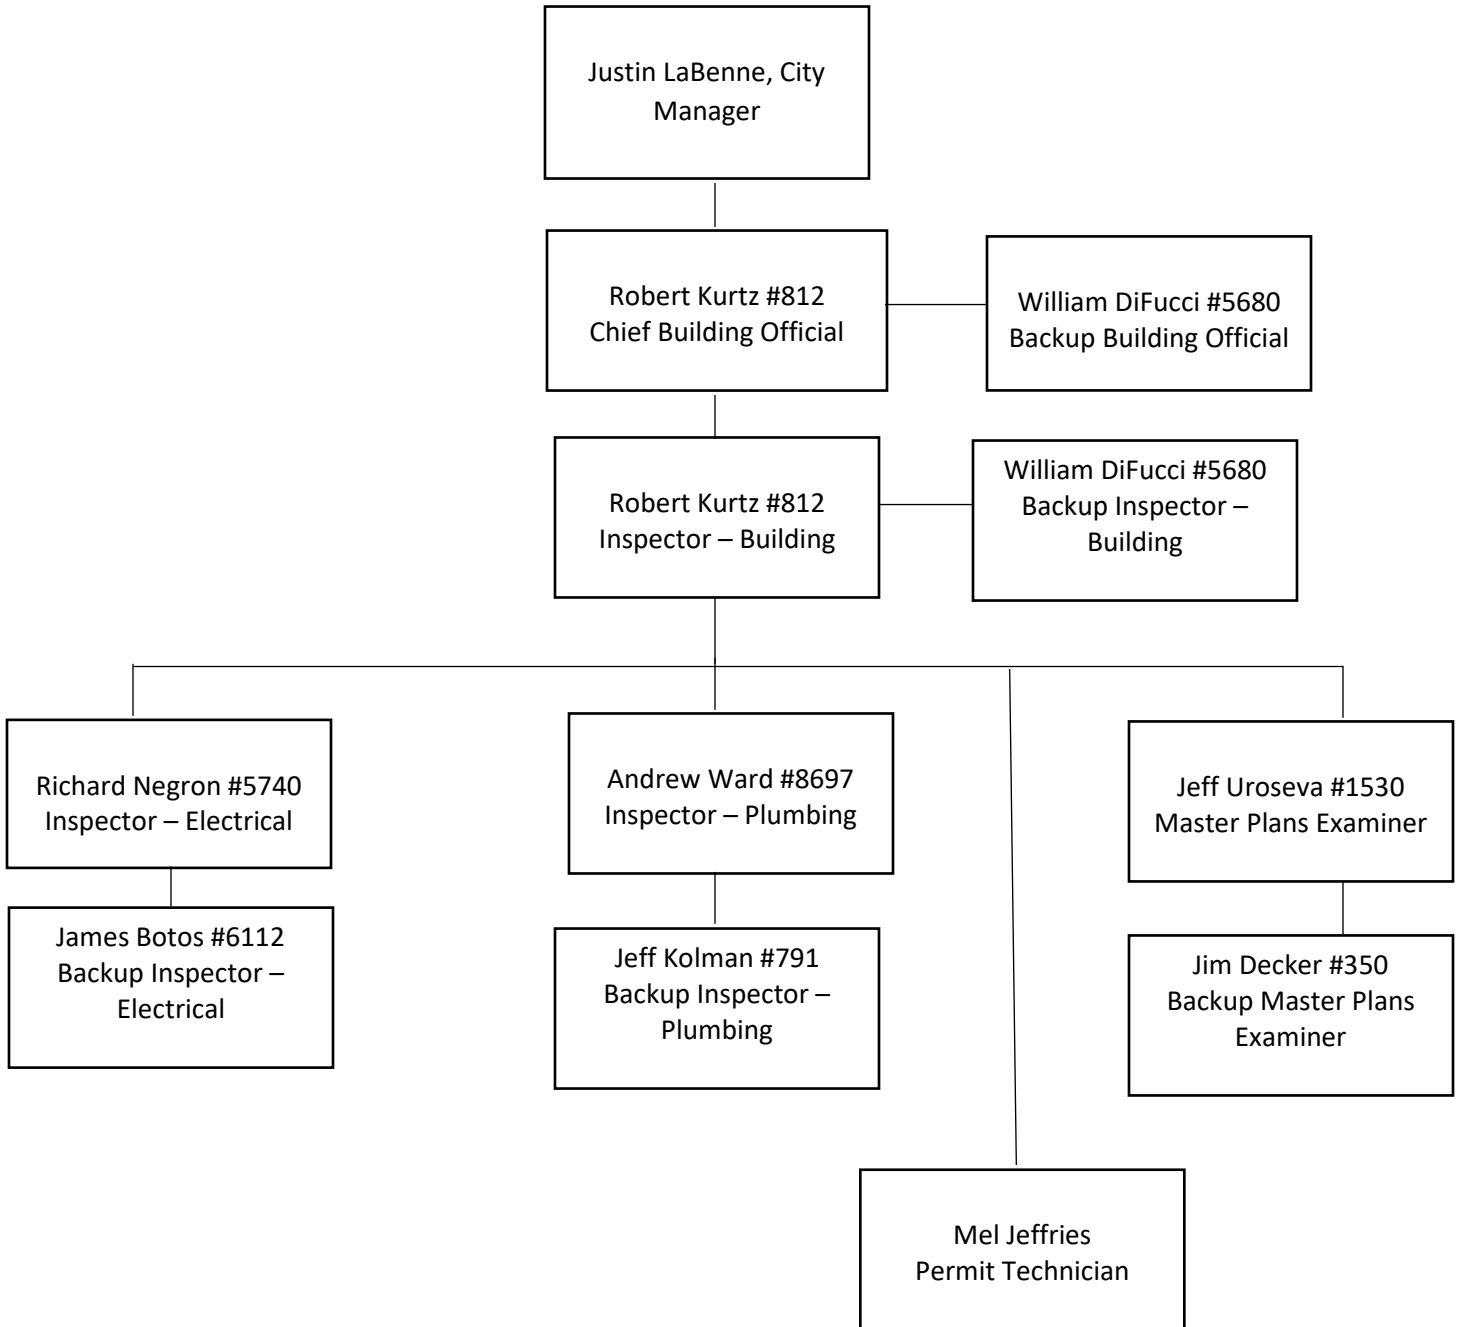 Justin LaBenne, City
Manager
Robert Kurtz #812
Chief Building Official
William DiFucci #5680
Backup Building Official
Robert Kurtz #812
Inspector – Building
William DiFucci #5680
Backup Inspector –
Building
Richard Negron #5740
Inspector – Electrical
Andrew Ward #8697
Inspector – Plumbing
Jeff Uroseva #1530
Master Plans Examiner
James Botos #6112
Backup Inspector –
Electrical
Jeff Kolman #791
Backup Inspector –
Plumbing
Jim Decker #350
Backup Master Plans
Examiner
Mel Jeffries
Permit Technician